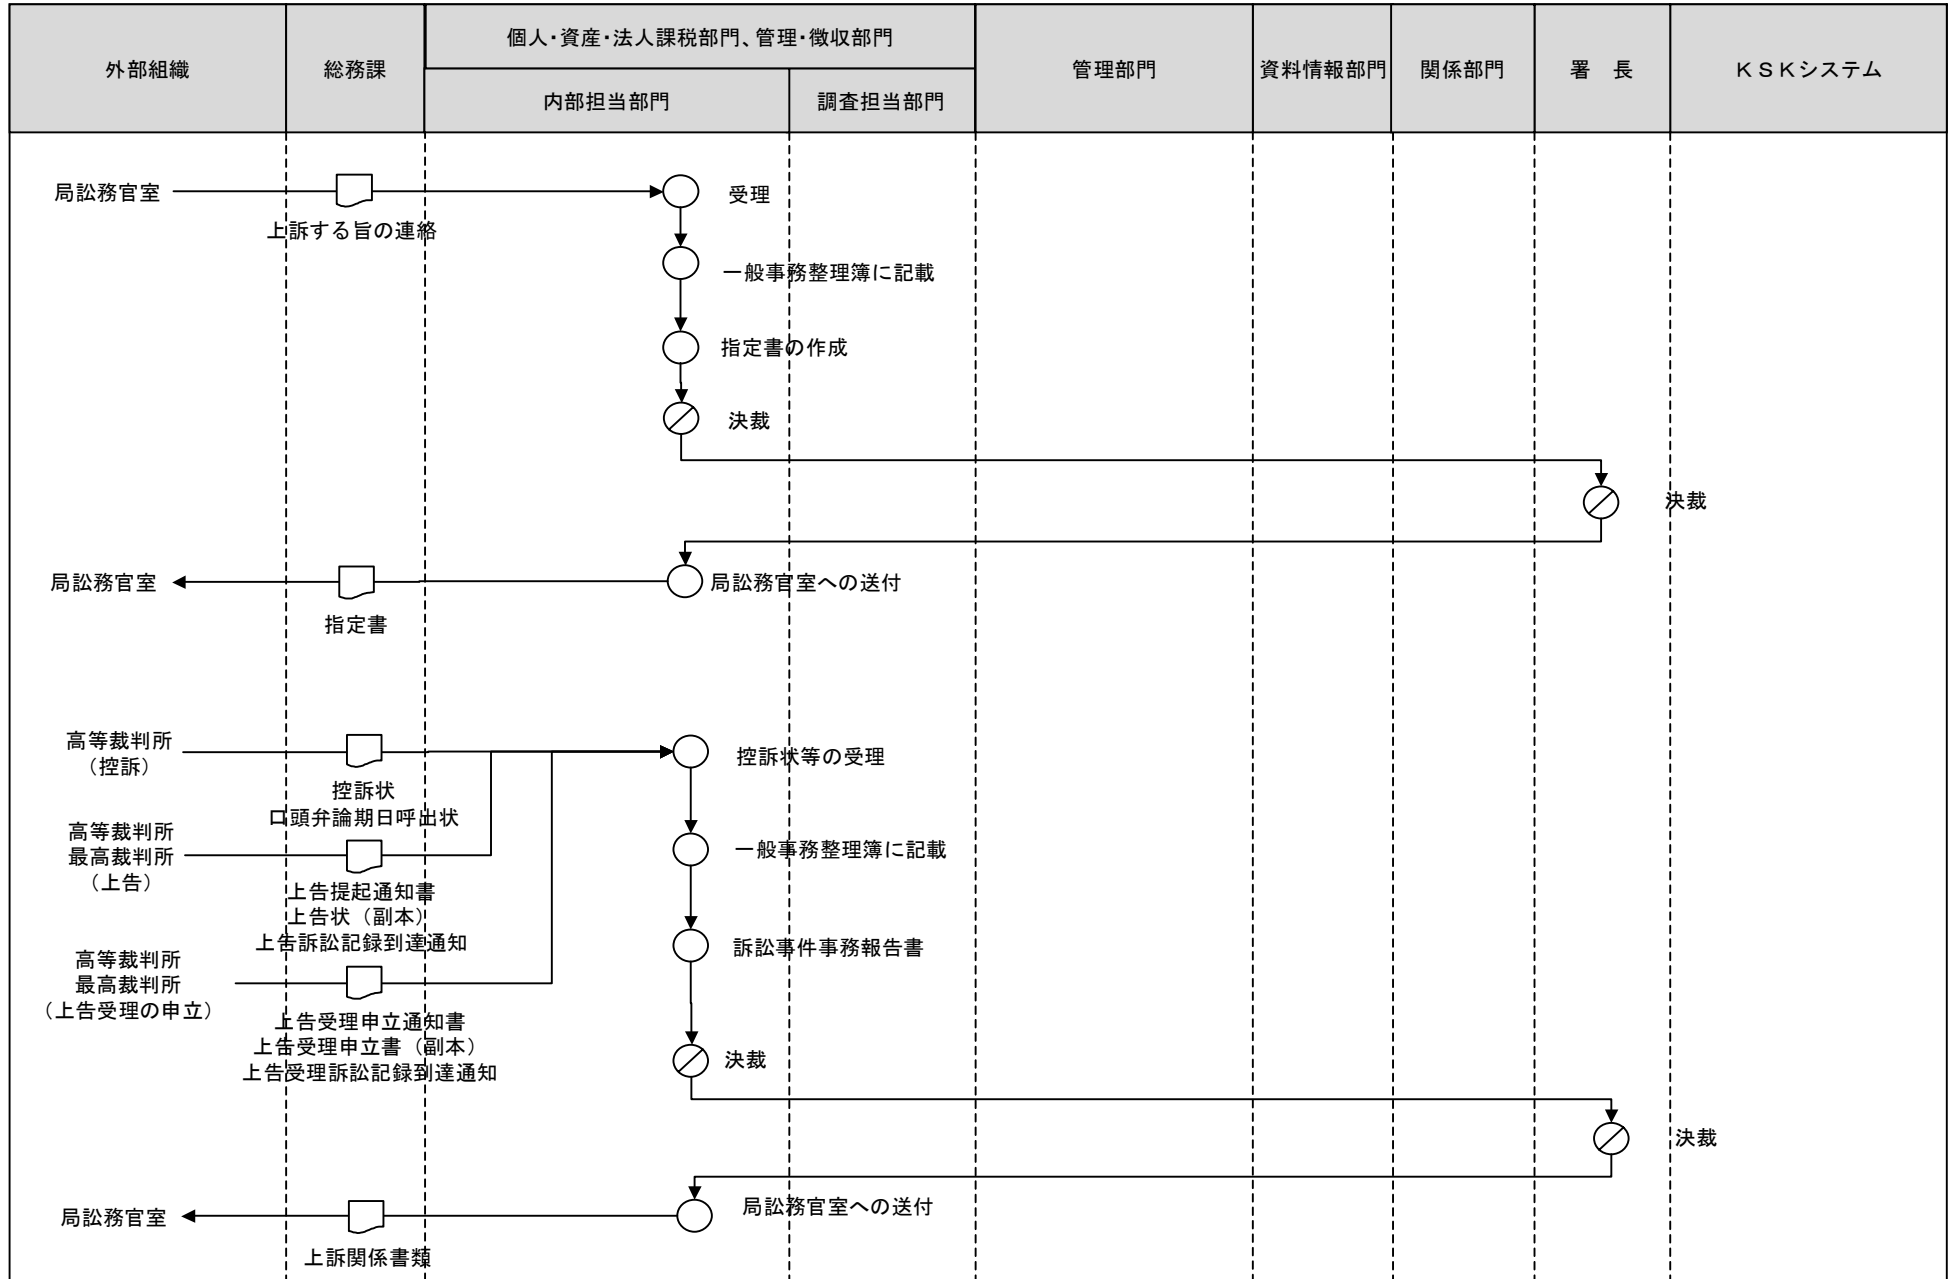 外部組織
総務課
個人・資産・法人課税部門、管理・徴収部門
内部担当部門
調査担当部門
管理部門
資料情報部門
関係部門
署　長
ＫＳＫシステム
局訟務官室
上訴する旨の連絡
受理
一般事務整理簿に記載
指定書の作成
決裁
決裁
局訟務官室
指定書
局訟務官室への送付
高等裁判所
（控訴）
控訴状
口頭弁論期日呼出状
控訴状等の受理
高等裁判所
最高裁判所
（上告）
上告提起通知書
上告状（副本）
上告訴訟記録到達通知
一般事務整理簿に記載
高等裁判所
最高裁判所
（上告受理の申立）
上告受理申立通知書
上告受理申立書（副本）
上告受理訴訟記録到達通知
訴訟事件事務報告書
決裁
決裁
局訟務官室
上訴関係書類
局訟務官室への送付